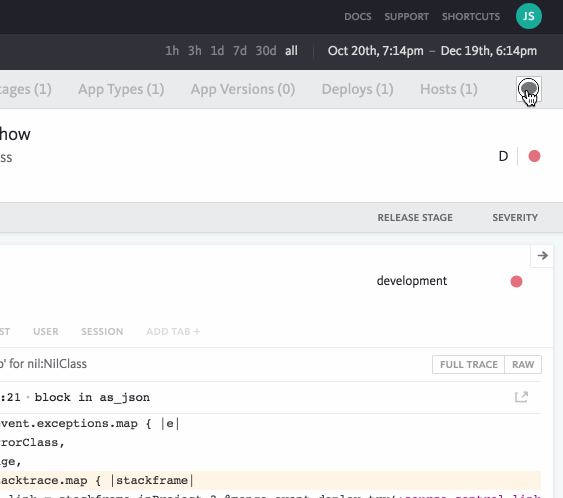 DOCS SUPPORT SHORTCUTS JS
1h 3h 1d 7d 30d all Oct 20th, 7:14pm – Dec 19th, 6:14pm
ages (1) App Types (1) App Versions (0) Deploys (1) Hosts (1)
how
ss
D
RELEASE STAGE SEVERITY
development
ST USER SESSION ADD TAB +
' for nil:NilClass
FULL TRACE RAW
:21 · block in as_json
vent.exceptions.map { |e|
rorClass,
ge,
acktrace.map { |stackframe|